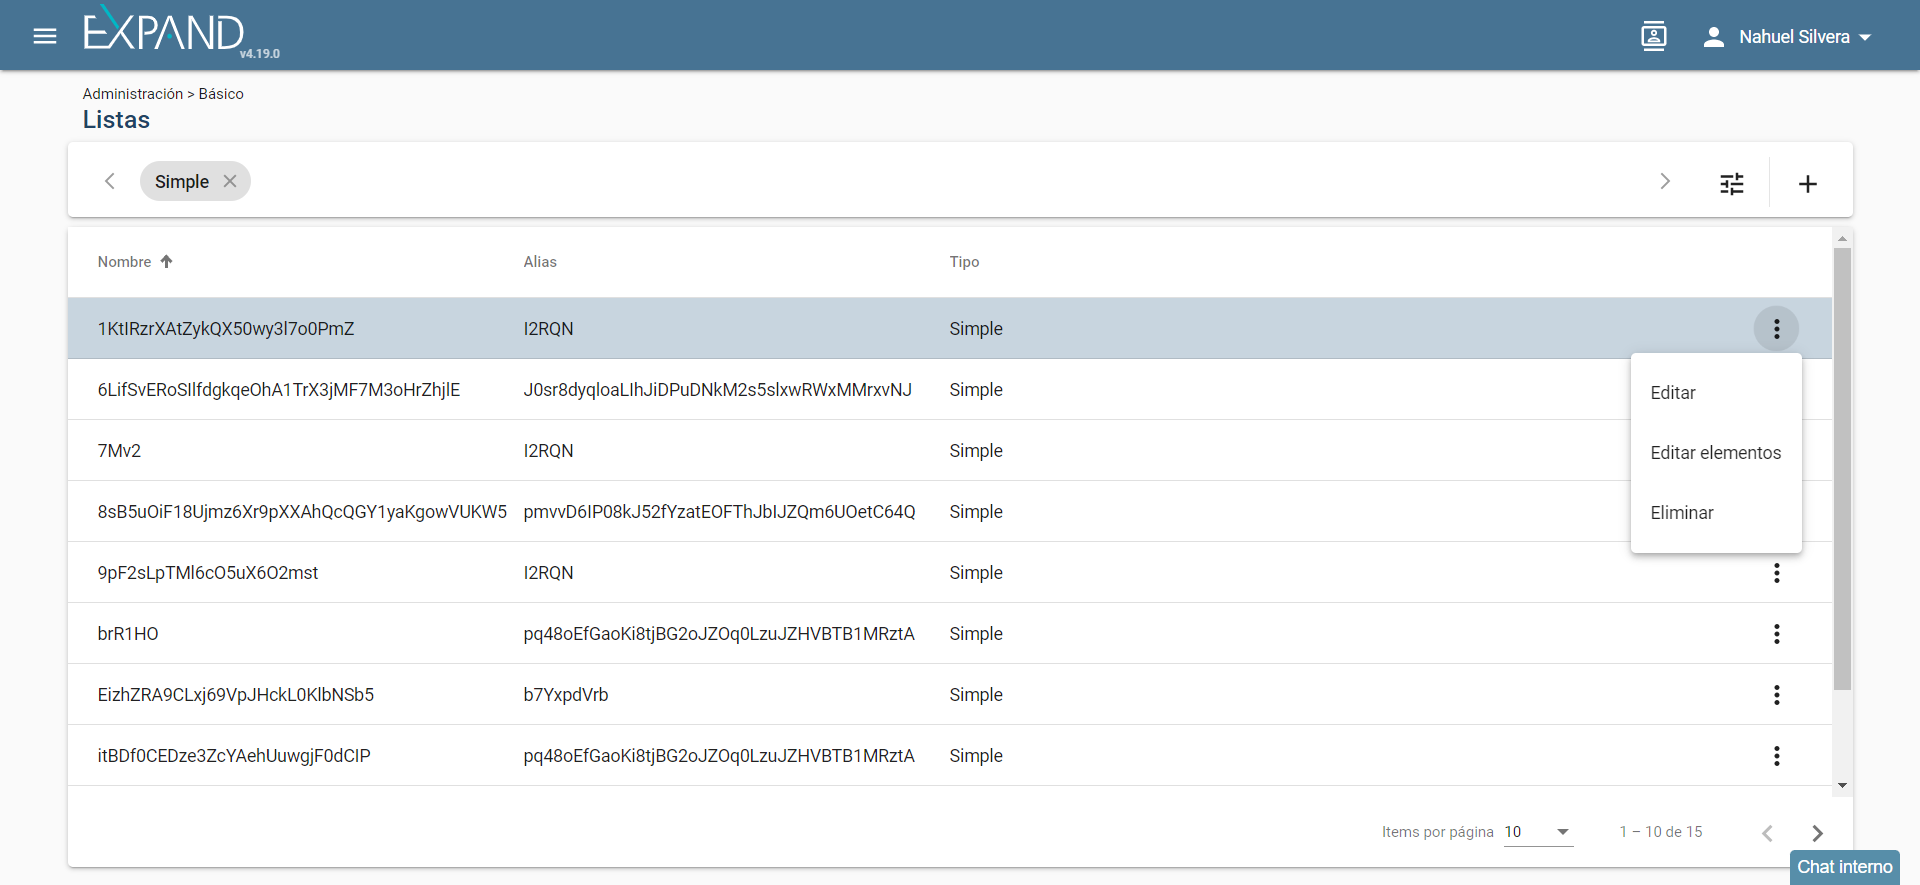 EXPAND
v4.19.0
Nahuel Silvera
Administración > Básico
Listas
Simple
Nombre Alias Tipo
1KtIRzrXAtZykQX50wy3l7o0PmZ I2RQN Simple
6LifSvERoSIlfdgkqeOhA1TrX3jMF7M3oHrZhjlE J0sr8dyqloaLIhJiDPuDNkM2s5slxwRWxMMrxvNJ Simple
Editar
7Mv2 I2RQN Simple
Editar elementos
8sB5uOiF18Ujmz6Xr9pXXAhQcQGY1yaKgowVUKW5 pmvvD6IP08kJ52fYzatEOFThJbIJZQm6UOetC64Q Simple
Eliminar
9pF2sLpTMl6cO5uX6O2mst I2RQN Simple
brR1HO pq48oEfGaoKi8tjBG2oJZOq0LzuJZHVBTB1MRztA Simple
EizhZRA9CLxj69VpJHckL0KlbNSb5 b7YxpdVrb Simple
itBDf0CEDze3ZcYAehUuwgjF0dCIP pq48oEfGaoKi8tjBG2oJZOq0LzuJZHVBTB1MRztA Simple
Items por página 10 1 – 10 de 15
Chat interno